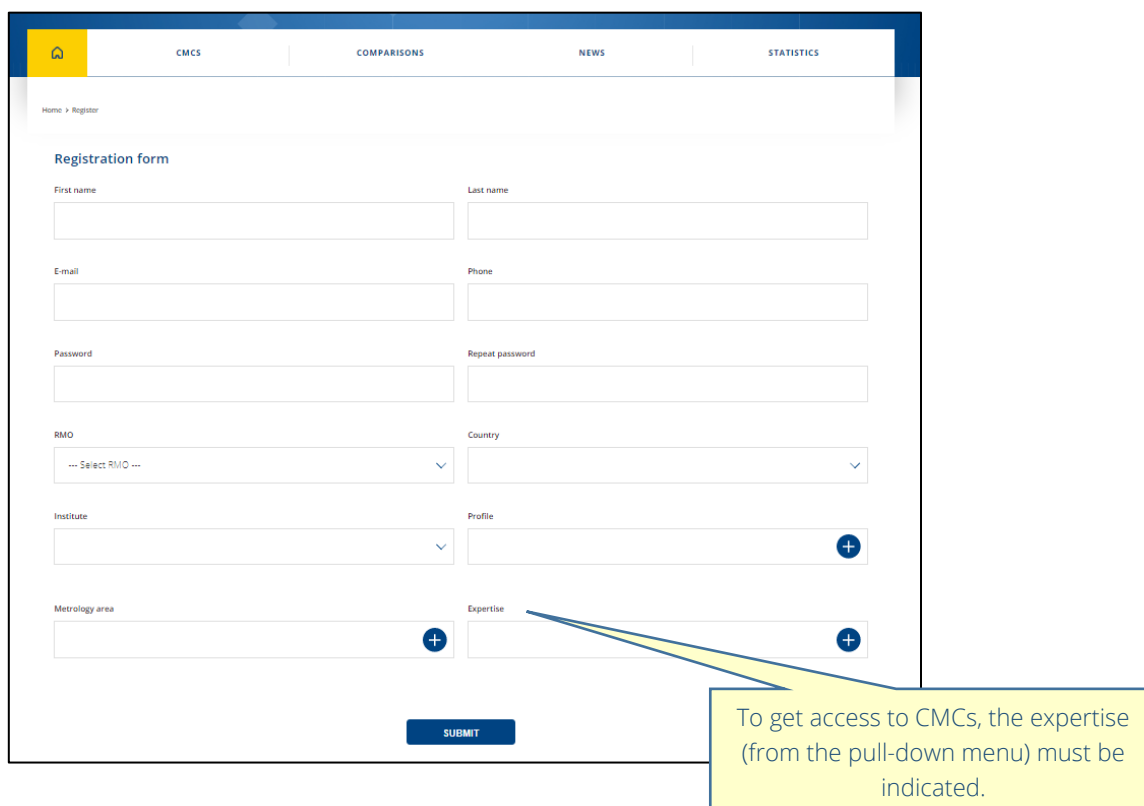 CMCS COMPARISONS NEWS STATISTICS
Home > Register
Registration form
First name Last name
E-mail Phone
Password Repeat password
RMO Country
--- Select RMO ---
Institute Profile
Metrology area Expertise
SUBMIT
To get access to CMCs, the expertise
(from the pull-down menu) must be
indicated.